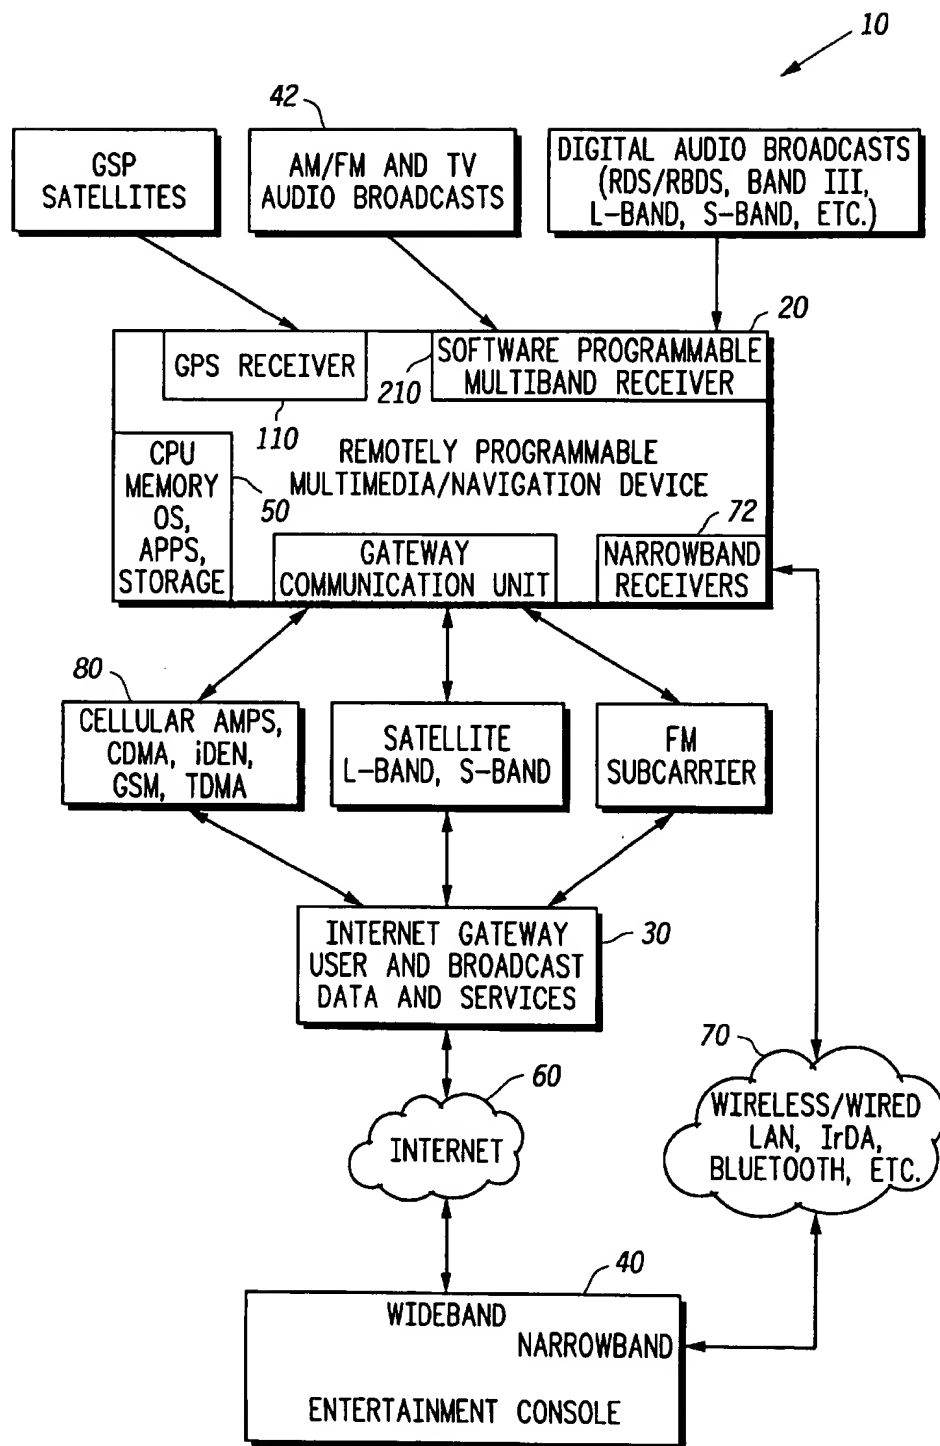 10
42
GSP
SATELLITES
AM/FM AND TV
AUDIO BROADCASTS
DIGITAL AUDIO BROADCASTS
(RDS/RBDS, BAND III,
L-BAND, S-BAND, ETC.)
20
GPS RECEIVER
210
SOFTWARE PROGRAMMABLE
MULTIBAND RECEIVER
110
CPU
MEMORY
OS,
APPS,
STORAGE
50
REMOTELY PROGRAMMABLE
MULTIMEDIA/NAVIGATION DEVICE
72
GATEWAY
COMMUNICATION UNIT
NARROWBAND
RECEIVERS
80
CELLULAR AMPS,
CDMA, iDEN,
GSM, TDMA
SATELLITE
L-BAND, S-BAND
FM
SUBCARRIER
INTERNET GATEWAY
USER AND BROADCAST
DATA AND SERVICES
30
60
INTERNET
70
WIRELESS/WIRED
LAN, IrDA,
BLUETOOTH, ETC.
40
WIDEBAND
NARROWBAND
ENTERTAINMENT CONSOLE